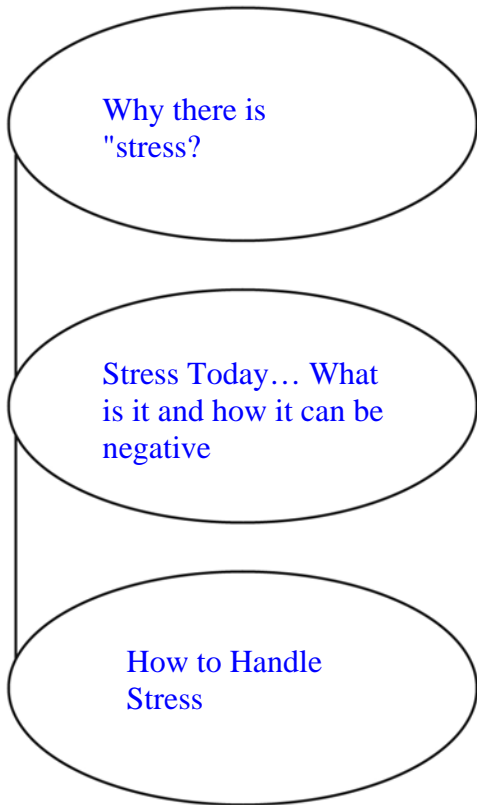 Why there is
"stress?
Stress Today… What
is it and how it can be
negative
How to Handle
Stress